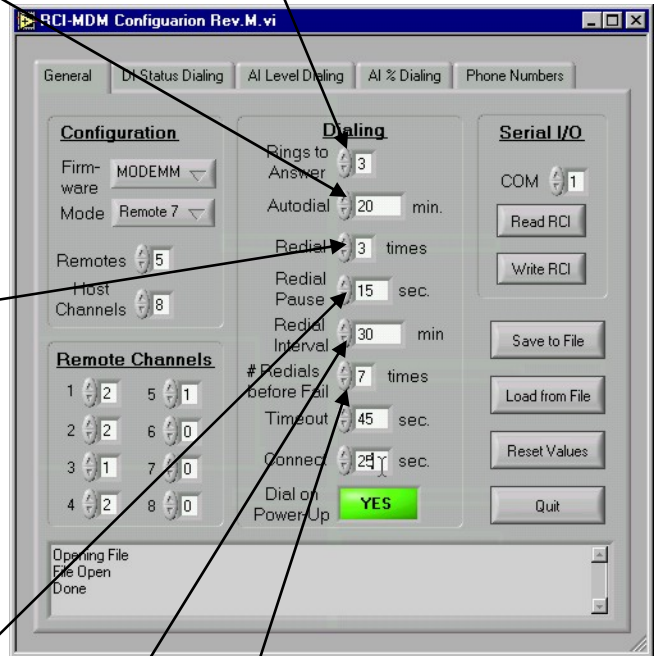 RCI-MDM Configuarion Rev.M.vi
General DI Status Dialing AI Level Dialing AI % Dialing Phone Numbers
Configuration
Firm-
ware
MODEMM
Mode Remote 7
Remotes 5
Host
Channels 8
Remote Channels
1 2 5 1
2 2 6 0
3 1 7 0
4 2 8 0
Dialing
Rings to
Answer 3
Autodial 20 min.
Redial 3 times
Redial
Pause 15 sec.
Redial
Interval 30 min
# Redials
before Fail 7 times
Timeout 45 sec.
Connect 25 sec.
Dial on
Power-Up YES
Serial I/O
COM 1
Read RCI
Write RCI
Save to File
Load from File
Reset Values
Quit
Opening File
File Open
Done